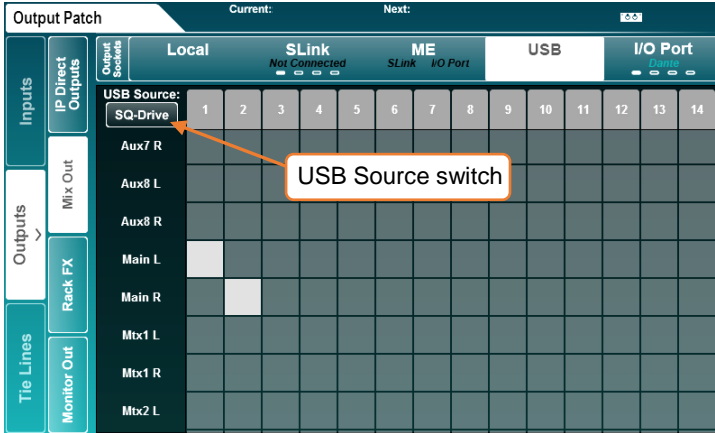 Output Patch
Current:
Next:
Inputs
Outputs >
Tie Lines
IP Direct
Outputs
Mix Out
Rack FX
Monitor Out
Output
Sockets
Local
SLink
Not Connected
ME
SLink I/O Port
USB
I/O Port
Dante
USB Source:
SQ-Drive
1 2 3 4 5 6 7 8 9 10 11 12 13 14
Aux7 R
Aux8 L
Aux8 R
Main L
Main R
Mtx1 L
Mtx1 R
Mtx2 L
USB Source switch